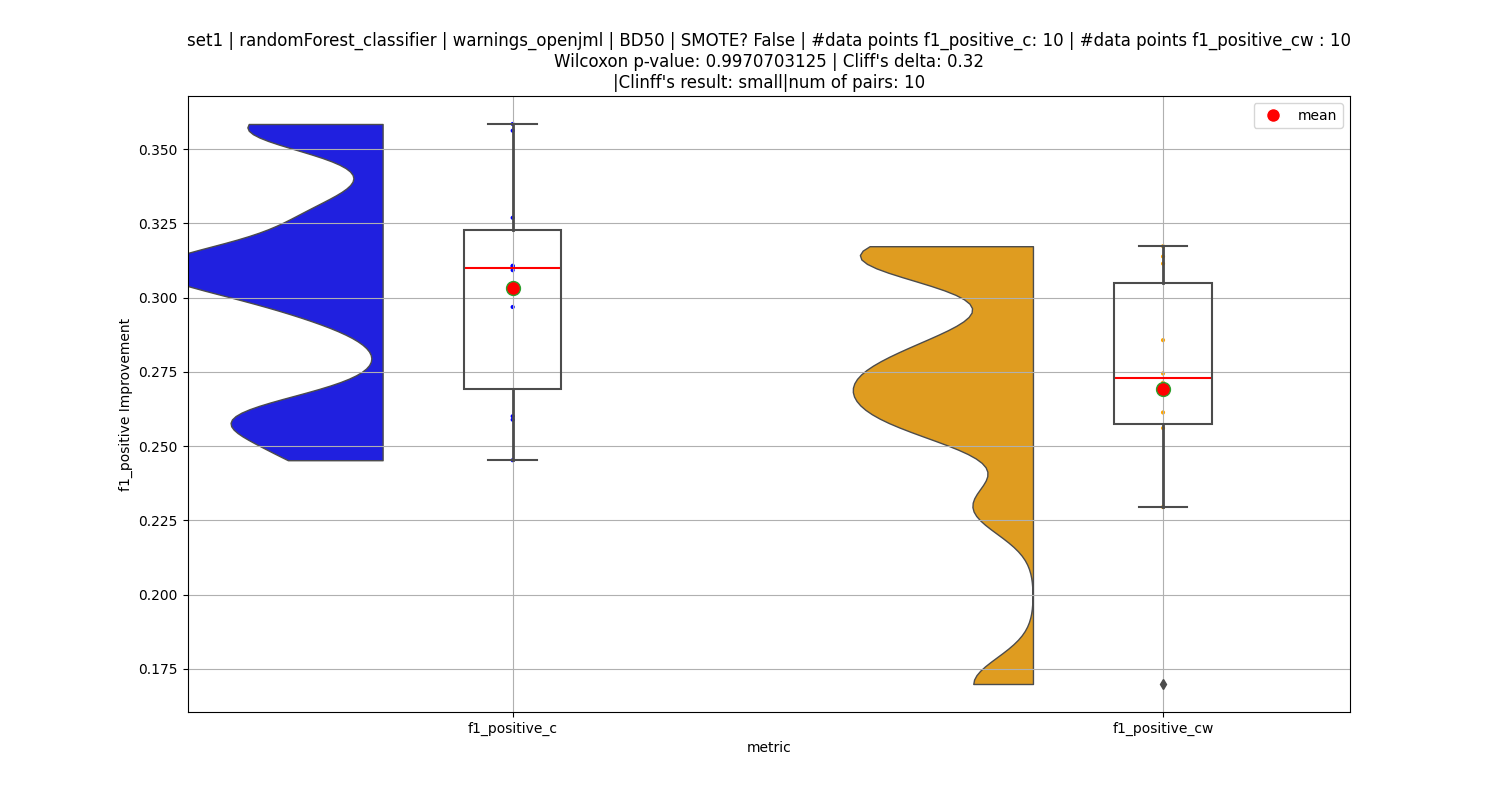 set1 | randomForest_classifier | warnings_openjml | BD50 | SMOTE? False | #data points f1_positive_c: 10 | #data points f1_positive_cw : 10
Wilcoxon p-value: 0.9970703125 | Cliff's delta: 0.32
|Clinff's result: small|num of pairs: 10
mean
0.350
0.325
0.300
0.275
0.250
0.225
0.200
0.175
f1_positive Improvement
f1_positive_c
f1_positive_cw
metric